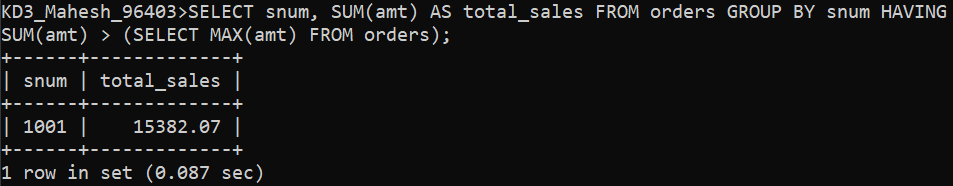 KD3_Mahesh_96403>SELECT snum, SUM(amt) AS total_sales FROM orders GROUP BY snum HAVING
SUM(amt) > (SELECT MAX(amt) FROM orders);
+------+-------------+
| snum | total_sales |
+------+-------------+
| 1001 |    15382.07 |
+------+-------------+
1 row in set (0.087 sec)